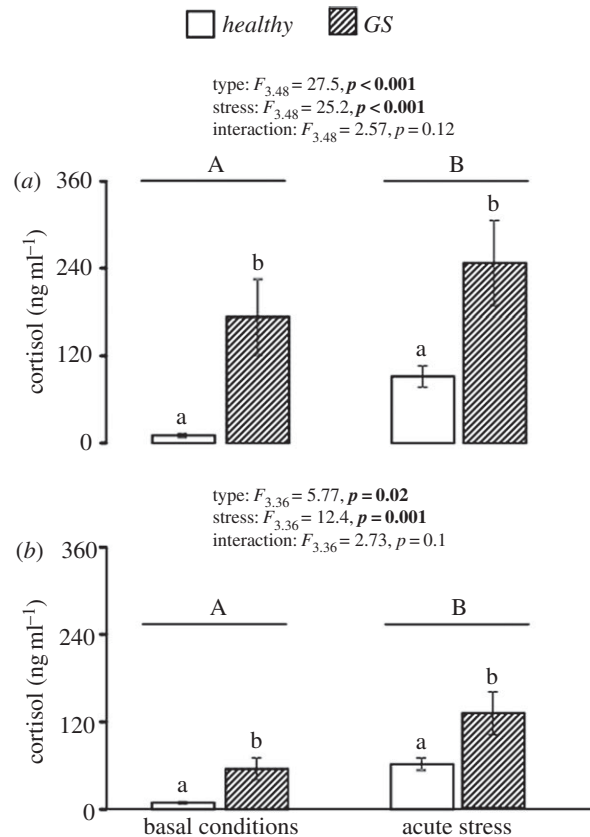 healthy GS
type: F3.48 = 27.5, p < 0.001
stress: F3.48 = 25.2, p < 0.001
interaction: F3.48 = 2.57, p = 0.12
(a) 360 A B
240 b b
cortisol (ng ml⁻¹)
120 a
0 a
type: F3.36 = 5.77, p = 0.02
stress: F3.36 = 12.4, p = 0.001
interaction: F3.36 = 2.73, p = 0.1
(b) 360
A B
240
cortisol (ng ml⁻¹)
b
120 b a
0 a
basal conditions acute stress